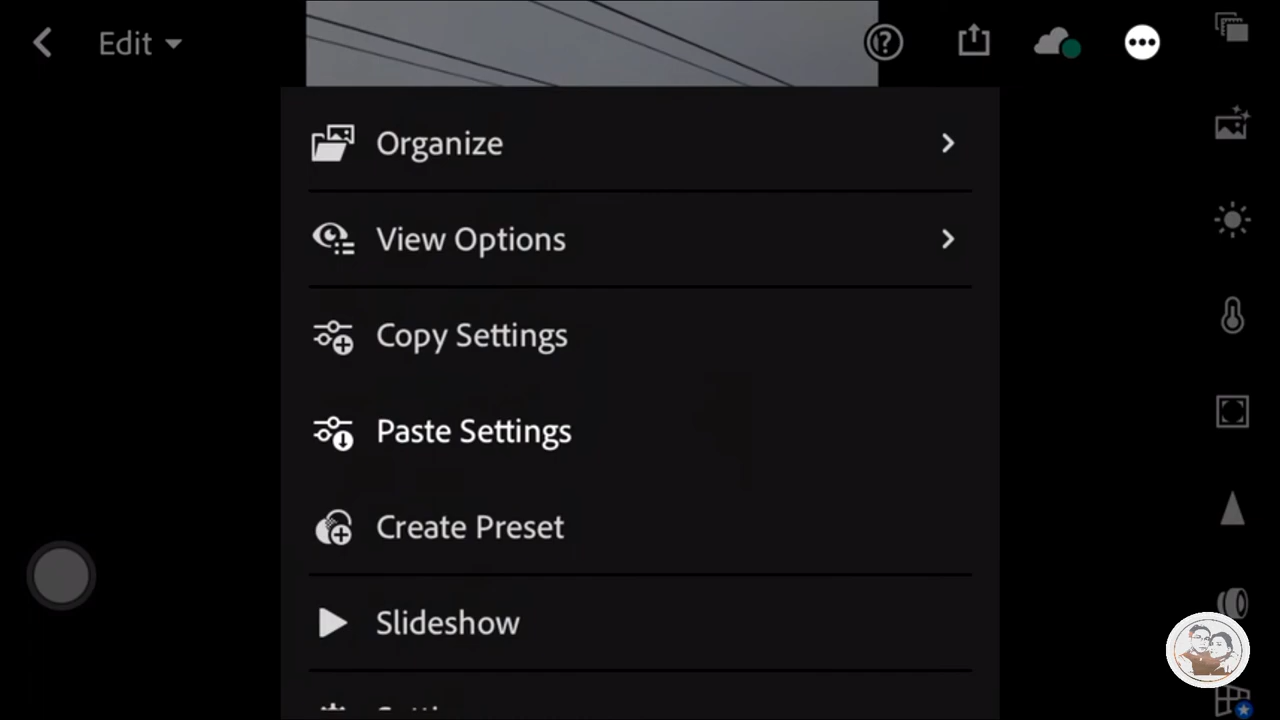 Edit
Organize
View Options
Copy Settings
Paste Settings
Create Preset
Slideshow